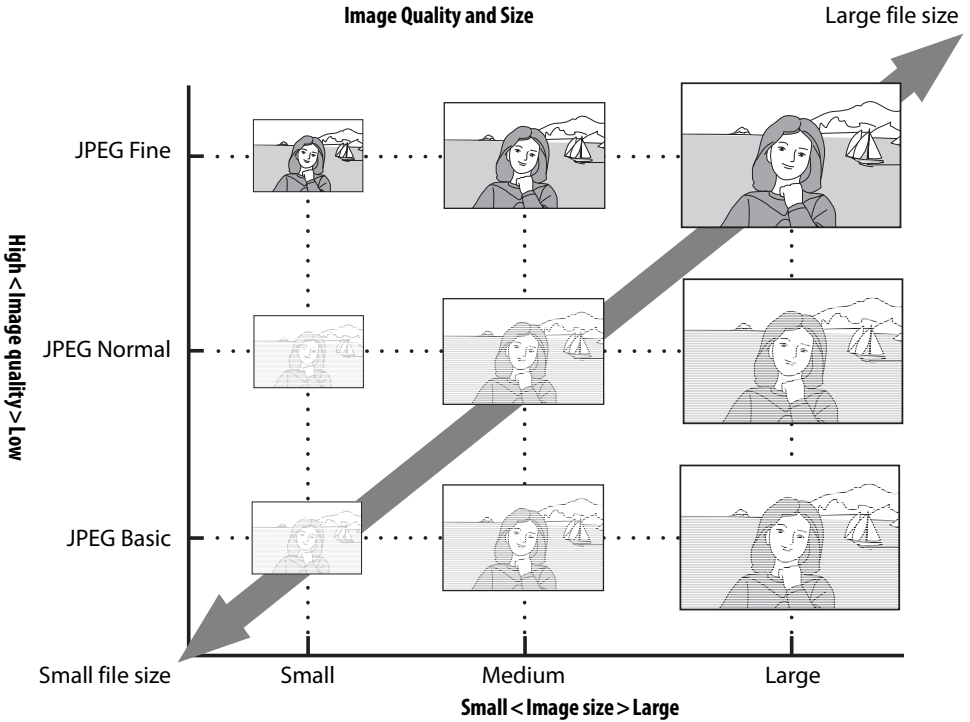 Image Quality and Size
Large file size
JPEG Fine
JPEG Normal
JPEG Basic
High < Image quality > Low
Small file size
Small
Medium
Large
Small < Image size > Large